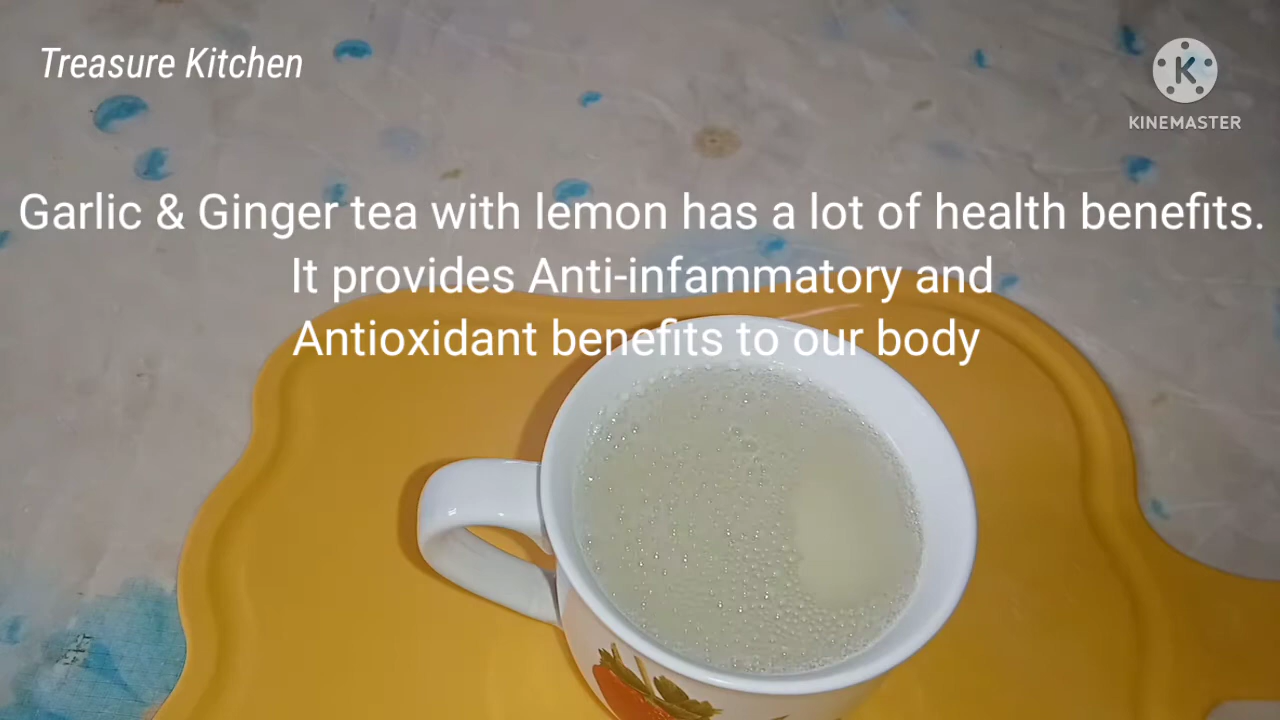 Treasure Kitchen
K
KINEMASTER
Garlic & Ginger tea with lemon has a lot of health benefits.
It provides Anti-infammatory and
Antioxidant benefits to our body